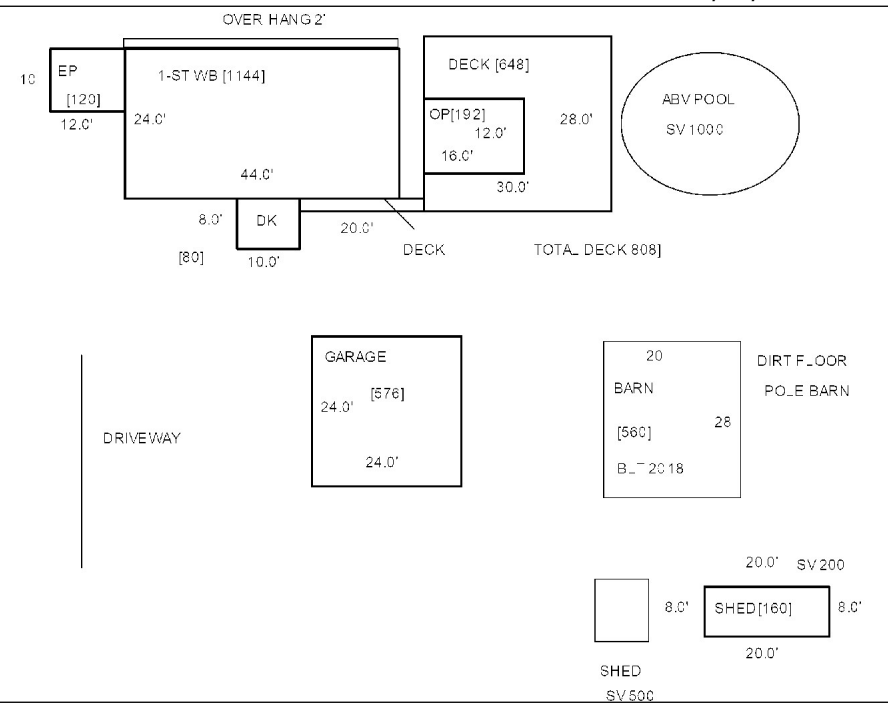 OVER HANG 2'
EP
1-ST WB [1144]
DECK [648]
10
[120]
12.0'
24.0'
OP[192]
12.0'
28.0'
ABV POOL
SV 1000
16.0'
44.0'
30.0'
8.0'
DK
20.0'
[80]
10.0'
DECK
TOTAL DECK 808]
GARAGE
[576]
24.0'
24.0'
20
BARN
28
[560]
BLT 2018
DIRT FLOOR
POLE BARN
DRIVEWAY
20.0'
SV 200
8.0'
SHED[160]
8.0'
20.0'
SHED
SV 500